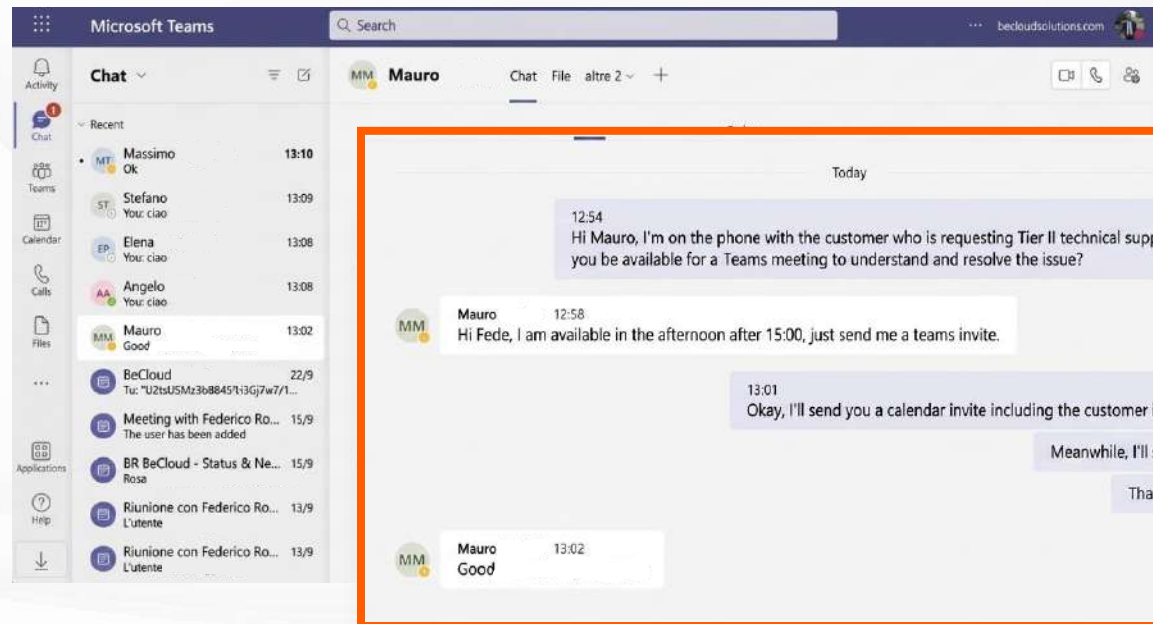 Microsoft Teams
Search
becloudsolutions.com
Activity
Chat
1
Teams
Calendar
Calls
Files
Applications
Help
Chat
Recent
MT Massimo 13:10
Ok
ST Stefano 13:09
You: ciao
EP Elena 13:08
You: ciao
AA Angelo 13:08
You: ciao
MM Mauro 13:02
Good
BeCloud 22/9
Meeting with Federico Ro... 15/9
The user has been added
BR BeCloud - Status & Ne... 15/9
Rosa
Riunione con Federico Ro... 13/9
L'utente
Riunione con Federico Ro... 13/9
L'utente
MM Mauro Chat File altre 2
Today
12:54
Hi Mauro, I'm on the phone with the customer who is requesting Tier II technical supp
you be available for a Teams meeting to understand and resolve the issue?
MM Mauro 12:58
Hi Fede, I am available in the afternoon after 15:00, just send me a teams invite.
13:01
Okay, I'll send you a calendar invite including the customer i
Meanwhile, I'll
Tha
MM Mauro 13:02
Good